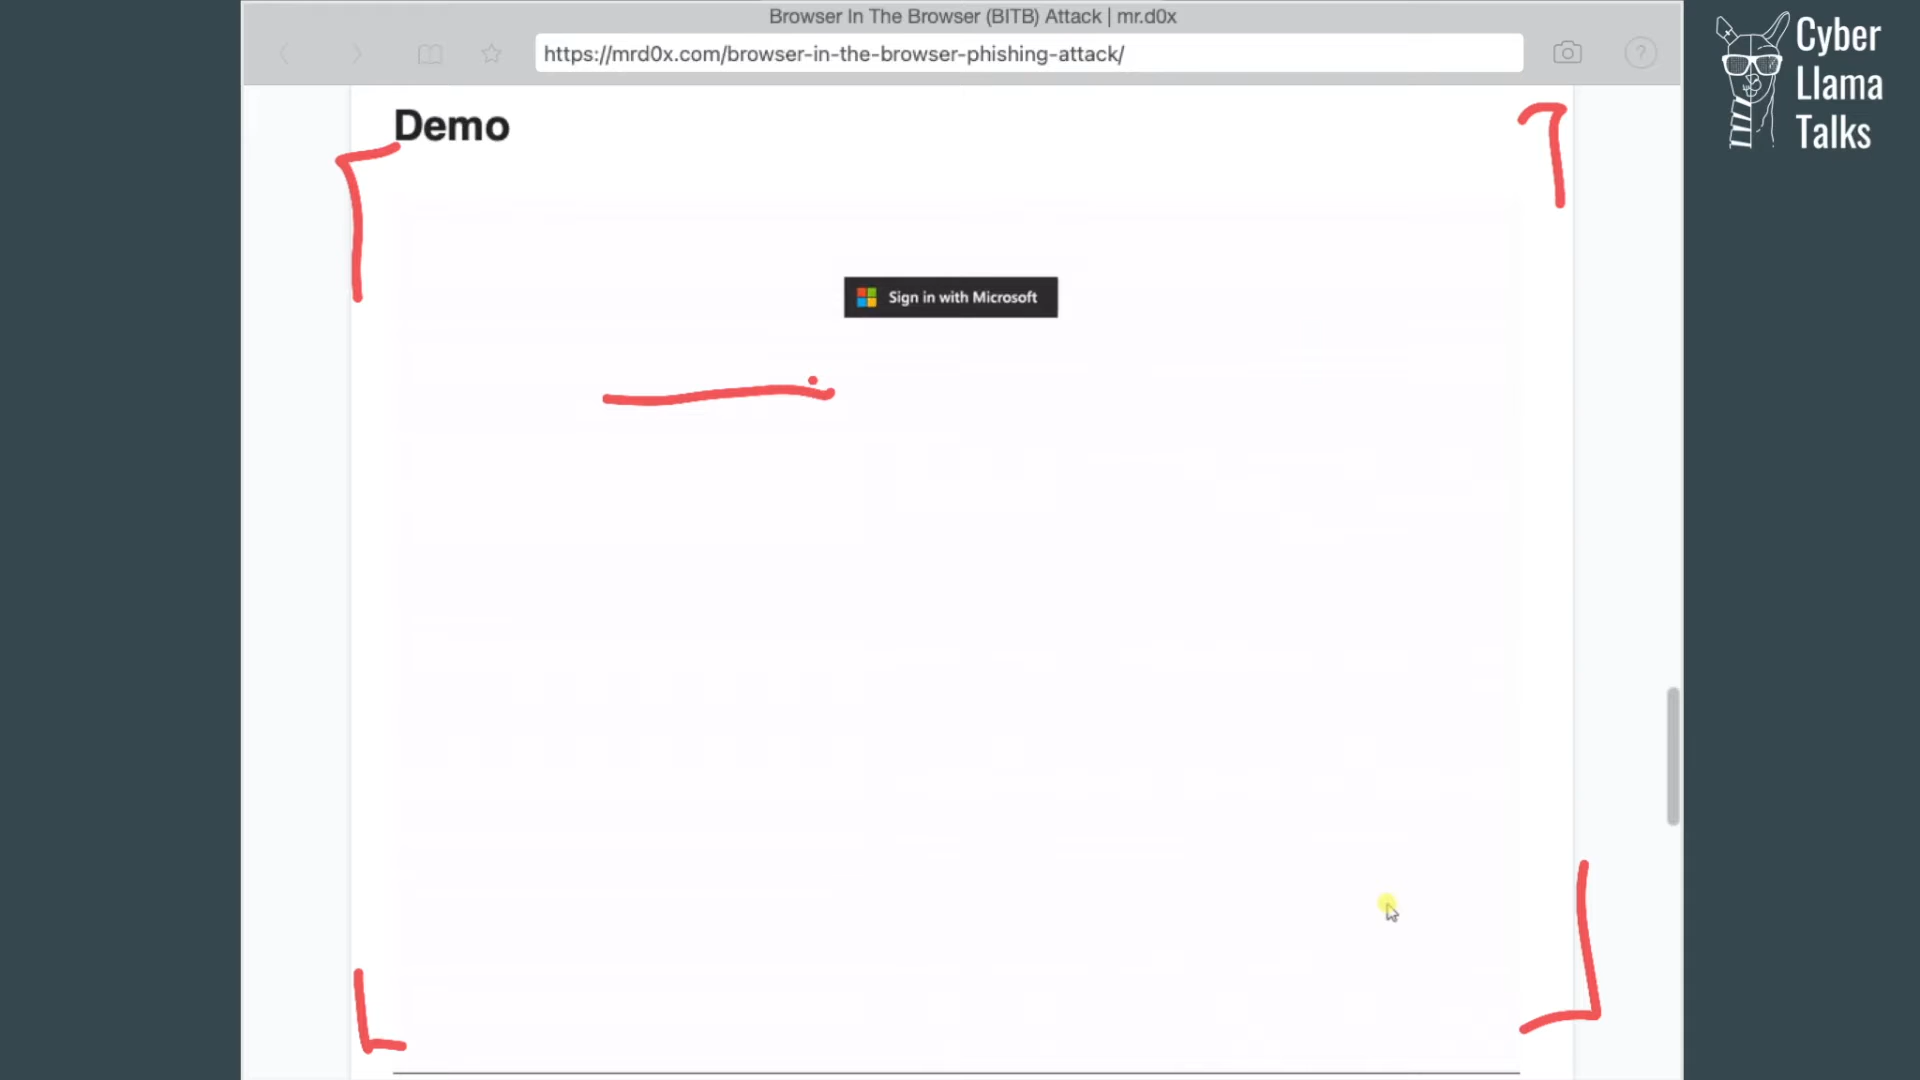 Browser In The Browser (BITB) Attack | mr.d0x
https://mrd0x.com/browser-in-the-browser-phishing-attack/
?
Cyber
Llama
Talks
Demo
Sign in with Microsoft